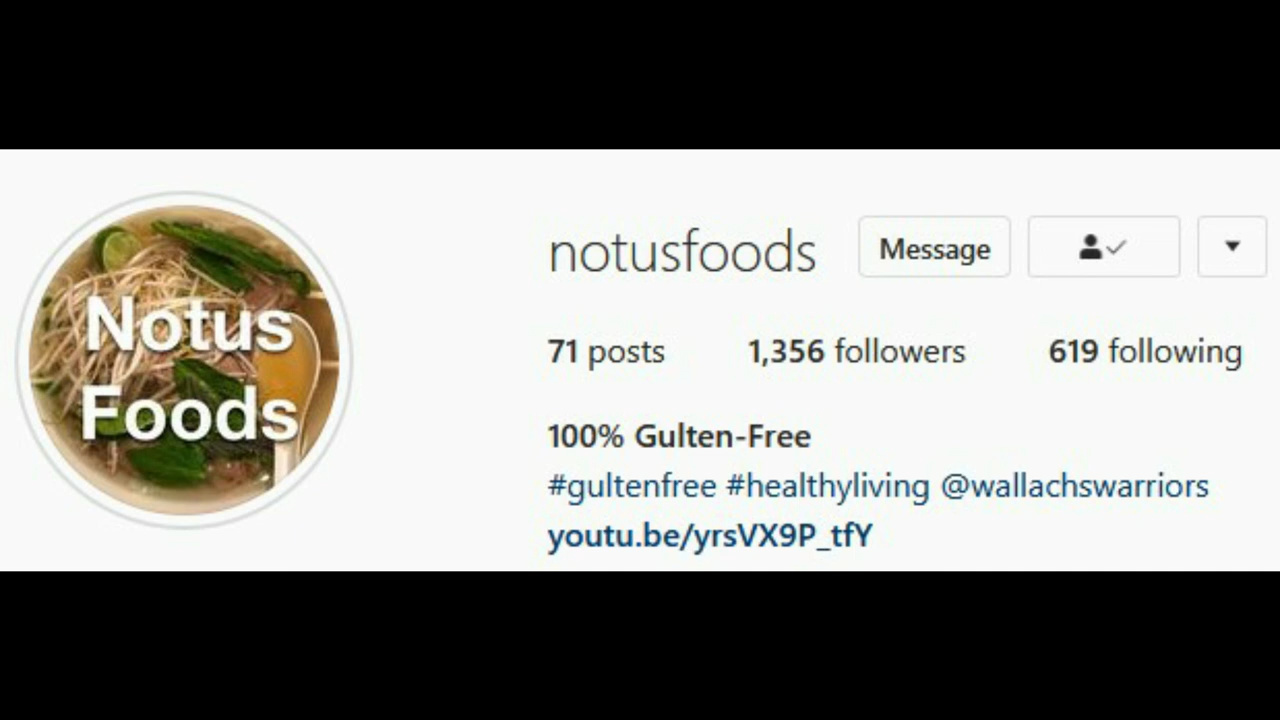 Notus
Foods
notusfoods Message
71 posts 1,356 followers 619 following
100% Gulten-Free
#gultenfree #healthyliving @wallachswarriors
youtu.be/yrsVX9P_tfY